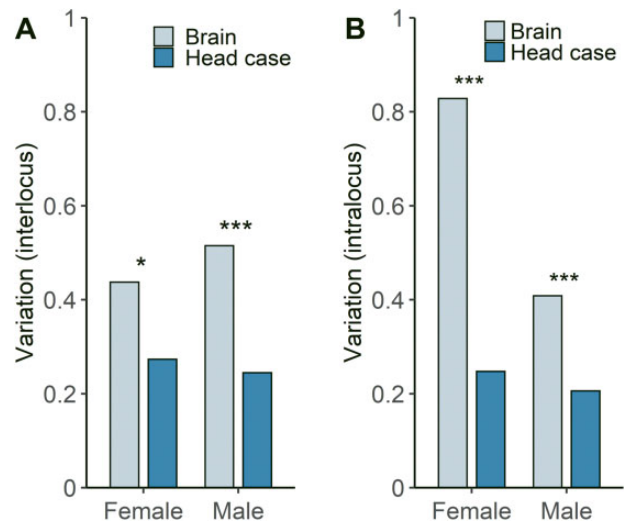 A
Brain
Head case
Variation (interlocus)
1
0.8
0.6
0.4
0.2
0
*
***
Female
Male
B
Brain
Head case
Variation (intralocus)
1
0.8
0.6
0.4
0.2
0
***
***
Female
Male